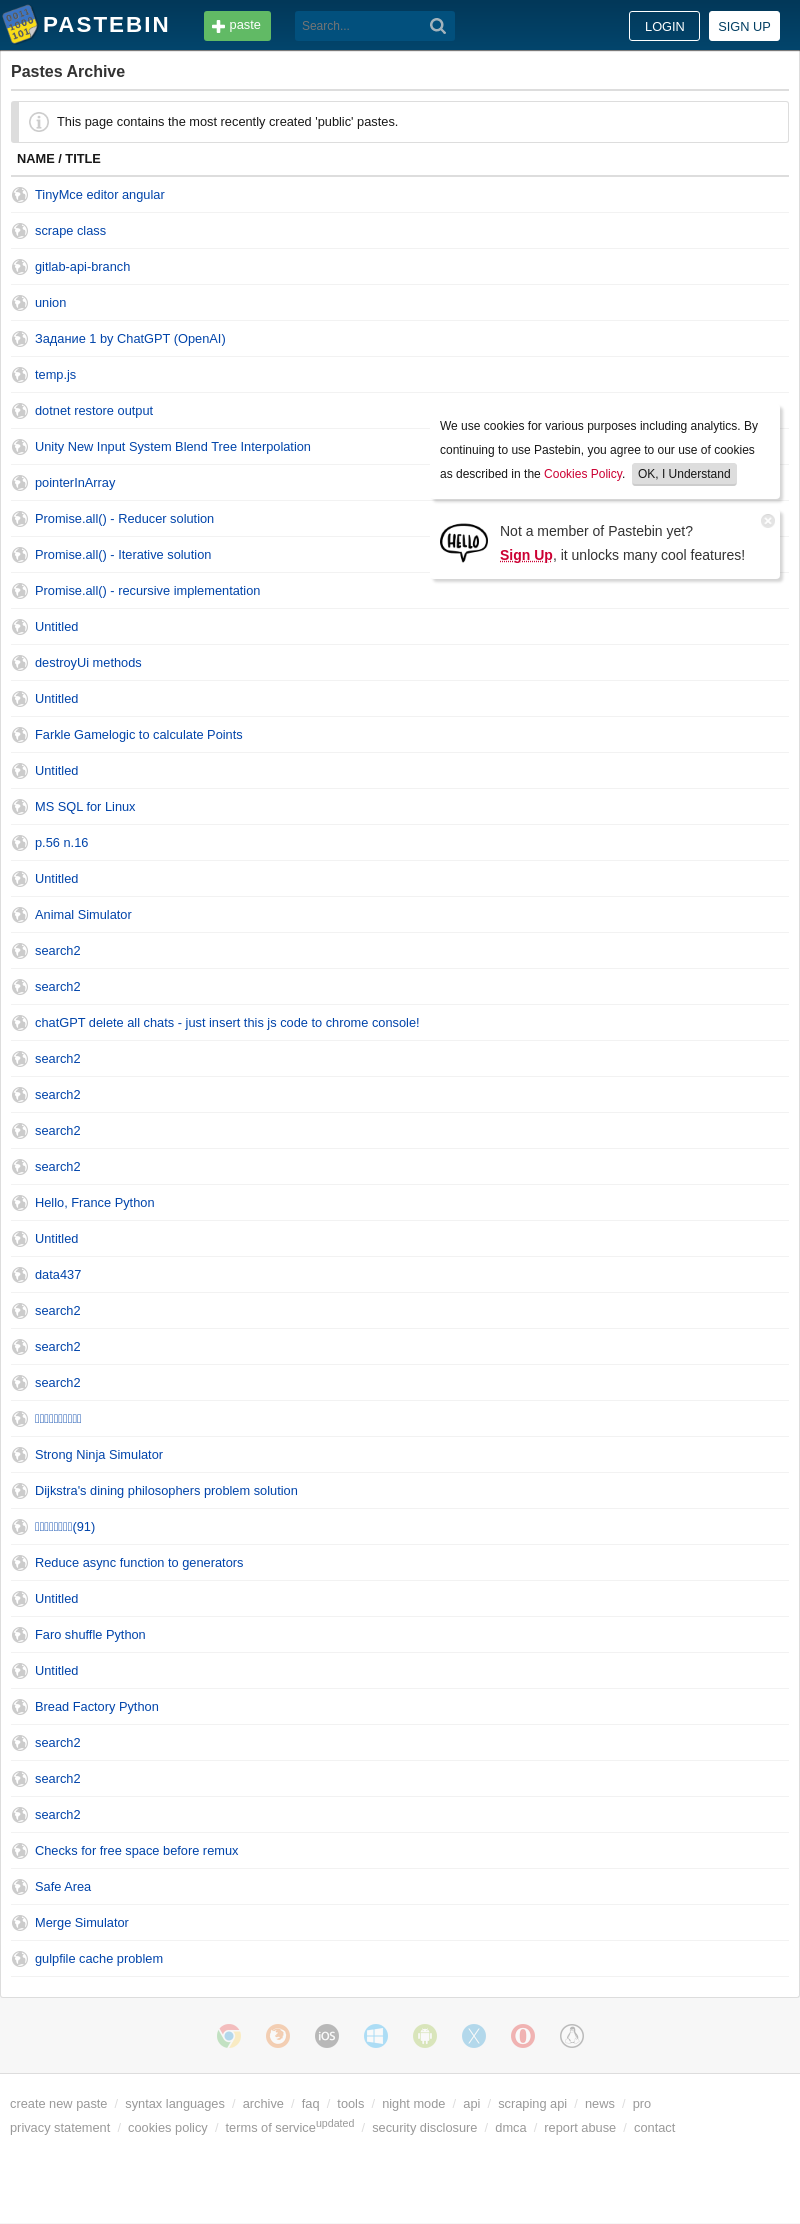 PASTEBIN
paste
Search...
LOGIN
SIGN UP
Pastes Archive
This page contains the most recently created 'public' pastes.
NAME / TITLE
TinyMce editor angular
scrape class
gitlab-api-branch
union
Задание 1 by ChatGPT (OpenAI)
temp.js
dotnet restore output
Unity New Input System Blend Tree Interpolation
pointerInArray
Promise.all() - Reducer solution
Promise.all() - Iterative solution
Promise.all() - recursive implementation
We use cookies for various purposes including analytics. By
continuing to use Pastebin, you agree to our use of cookies
as described in the Cookies Policy. OK, I Understand
HELLO
Not a member of Pastebin yet?
Sign Up, it unlocks many cool features!
Untitled
destroyUi methods
Untitled
Farkle Gamelogic to calculate Points
Untitled
MS SQL for Linux
p.56 n.16
Untitled
Animal Simulator
search2
search2
chatGPT delete all chats - just insert this js code to chrome console!
search2
search2
search2
search2
Hello, France Python
Untitled
data437
search2
search2
search2
Strong Ninja Simulator
Dijkstra's dining philosophers problem solution
(91)
Reduce async function to generators
Untitled
Faro shuffle Python
Untitled
Bread Factory Python
search2
search2
search2
Checks for free space before remux
Safe Area
Merge Simulator
gulpfile cache problem
iOS
create new paste / syntax languages / archive / faq / tools / night mode / api / scraping api / news / pro
privacy statement / cookies policy / terms of service updated / security disclosure / dmca / report abuse / contact